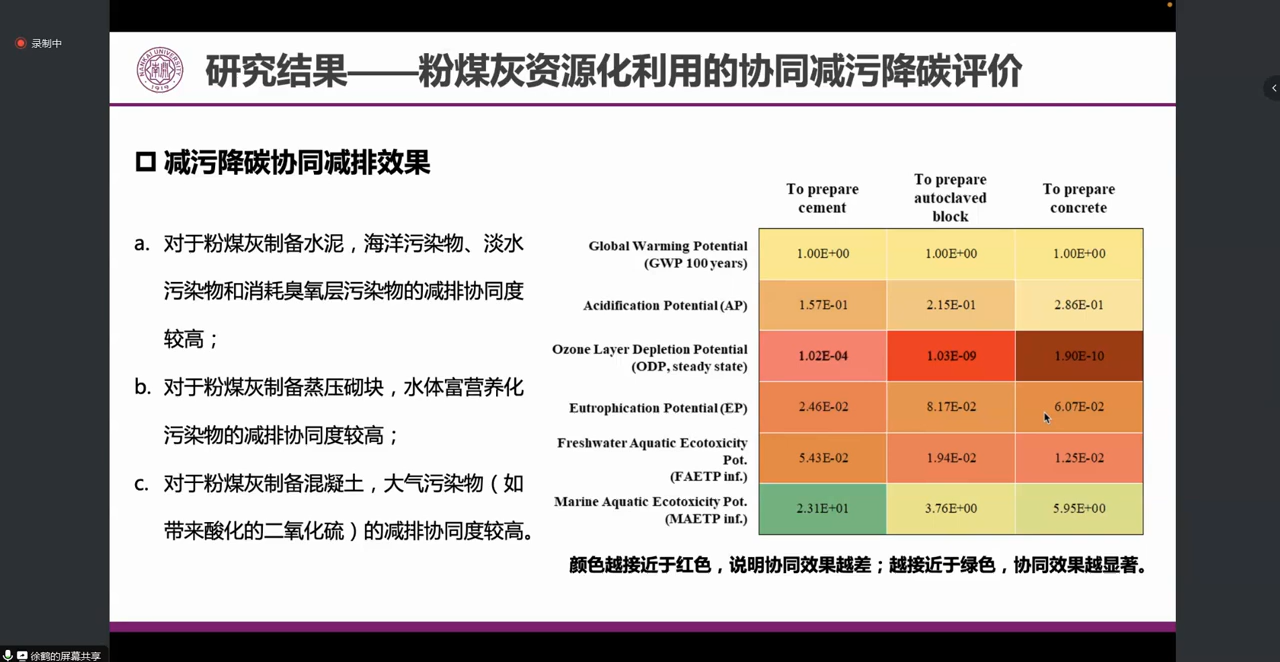 录制中
研究结果——粉煤灰资源化利用的协同减污降碳评价
减污降碳协同减排效果
a. 对于粉煤灰制备水泥，海洋污染物、淡水
污染物和消耗臭氧层污染物的减排协同度
较高；
b. 对于粉煤灰制备蒸压砌块，水体富营养化
污染物的减排协同度较高；
c. 对于粉煤灰制备混凝土，大气污染物（如
带来酸化的二氧化硫）的减排协同度较高。
To prepare
cement
To prepare
autoclaved
block
To prepare
concrete
Global Warming Potential
(GWP 100 years)
1.00E+00 1.00E+00 1.00E+00
Acidification Potential (AP)
1.57E-01 2.15E-01 2.86E-01
Ozone Layer Depletion Potential
(ODP, steady state)
1.02E-04 1.03E-09 1.90E-10
Eutrophication Potential (EP)
2.46E-02 8.17E-02 6.07E-02
Freshwater Aquatic Ecotoxicity
Pot.
(FAETP inf.)
5.43E-02 1.94E-02 1.25E-02
Marine Aquatic Ecotoxicity Pot.
(MAETP inf.)
2.31E+01 3.76E+00 5.95E+00
颜色越接近于红色，说明协同效果越差；越接近于绿色，协同效果越显著。
徐鹤的屏幕共享